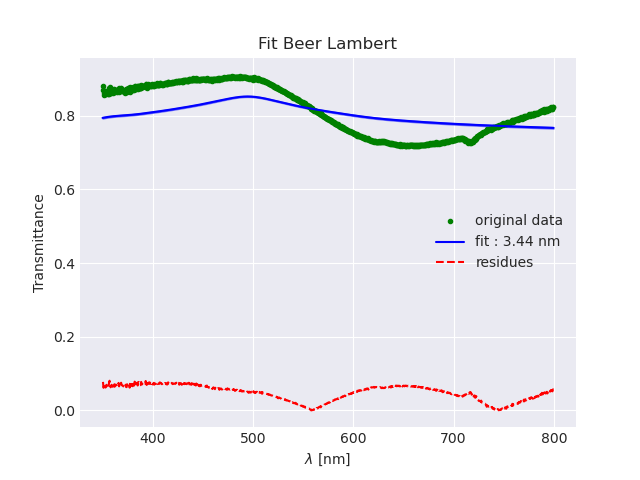 Fit Beer Lambert
Transmittance
0.8
0.6
0.4
0.2
0.0
original data
fit : 3.44 nm
residues
400 500 600 700 800
λ [nm]